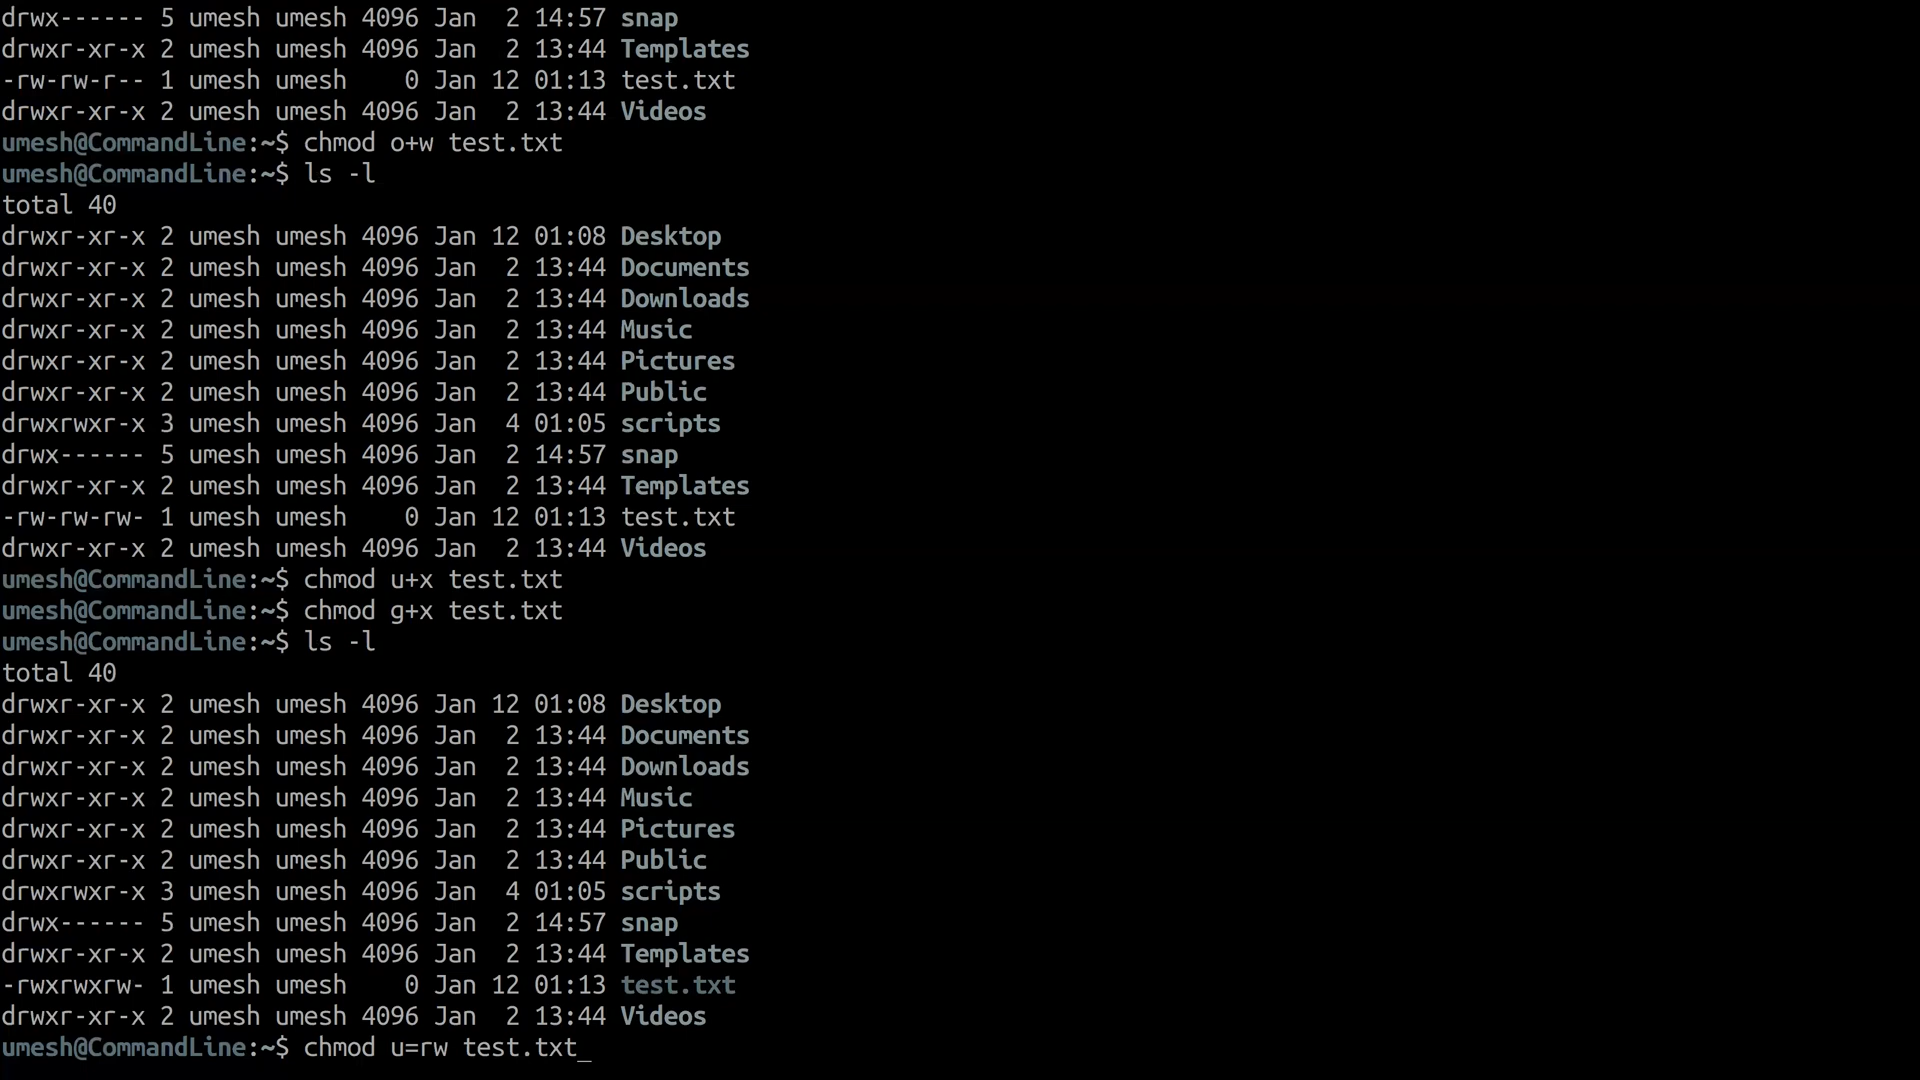 drwx------ 5 umesh umesh 4096 Jan  2 14:57 snap
drwxr-xr-x 2 umesh umesh 4096 Jan  2 13:44 Templates
-rw-rw-r-- 1 umesh umesh    0 Jan 12 01:13 test.txt
drwxr-xr-x 2 umesh umesh 4096 Jan  2 13:44 Videos
umesh@CommandLine:~$ chmod o+w test.txt
umesh@CommandLine:~$ ls -l
total 40
drwxr-xr-x 2 umesh umesh 4096 Jan 12 01:08 Desktop
drwxr-xr-x 2 umesh umesh 4096 Jan  2 13:44 Documents
drwxr-xr-x 2 umesh umesh 4096 Jan  2 13:44 Downloads
drwxr-xr-x 2 umesh umesh 4096 Jan  2 13:44 Music
drwxr-xr-x 2 umesh umesh 4096 Jan  2 13:44 Pictures
drwxr-xr-x 2 umesh umesh 4096 Jan  2 13:44 Public
drwxrwxr-x 3 umesh umesh 4096 Jan  4 01:05 scripts
drwx------ 5 umesh umesh 4096 Jan  2 14:57 snap
drwxr-xr-x 2 umesh umesh 4096 Jan  2 13:44 Templates
-rw-rw-rw- 1 umesh umesh    0 Jan 12 01:13 test.txt
drwxr-xr-x 2 umesh umesh 4096 Jan  2 13:44 Videos
umesh@CommandLine:~$ chmod u+x test.txt
umesh@CommandLine:~$ chmod g+x test.txt
umesh@CommandLine:~$ ls -l
total 40
drwxr-xr-x 2 umesh umesh 4096 Jan 12 01:08 Desktop
drwxr-xr-x 2 umesh umesh 4096 Jan  2 13:44 Documents
drwxr-xr-x 2 umesh umesh 4096 Jan  2 13:44 Downloads
drwxr-xr-x 2 umesh umesh 4096 Jan  2 13:44 Music
drwxr-xr-x 2 umesh umesh 4096 Jan  2 13:44 Pictures
drwxr-xr-x 2 umesh umesh 4096 Jan  2 13:44 Public
drwxrwxr-x 3 umesh umesh 4096 Jan  4 01:05 scripts
drwx------ 5 umesh umesh 4096 Jan  2 14:57 snap
drwxr-xr-x 2 umesh umesh 4096 Jan  2 13:44 Templates
-rwxrwxrw- 1 umesh umesh    0 Jan 12 01:13 test.txt
drwxr-xr-x 2 umesh umesh 4096 Jan  2 13:44 Videos
umesh@CommandLine:~$ chmod u=rw test.txt_